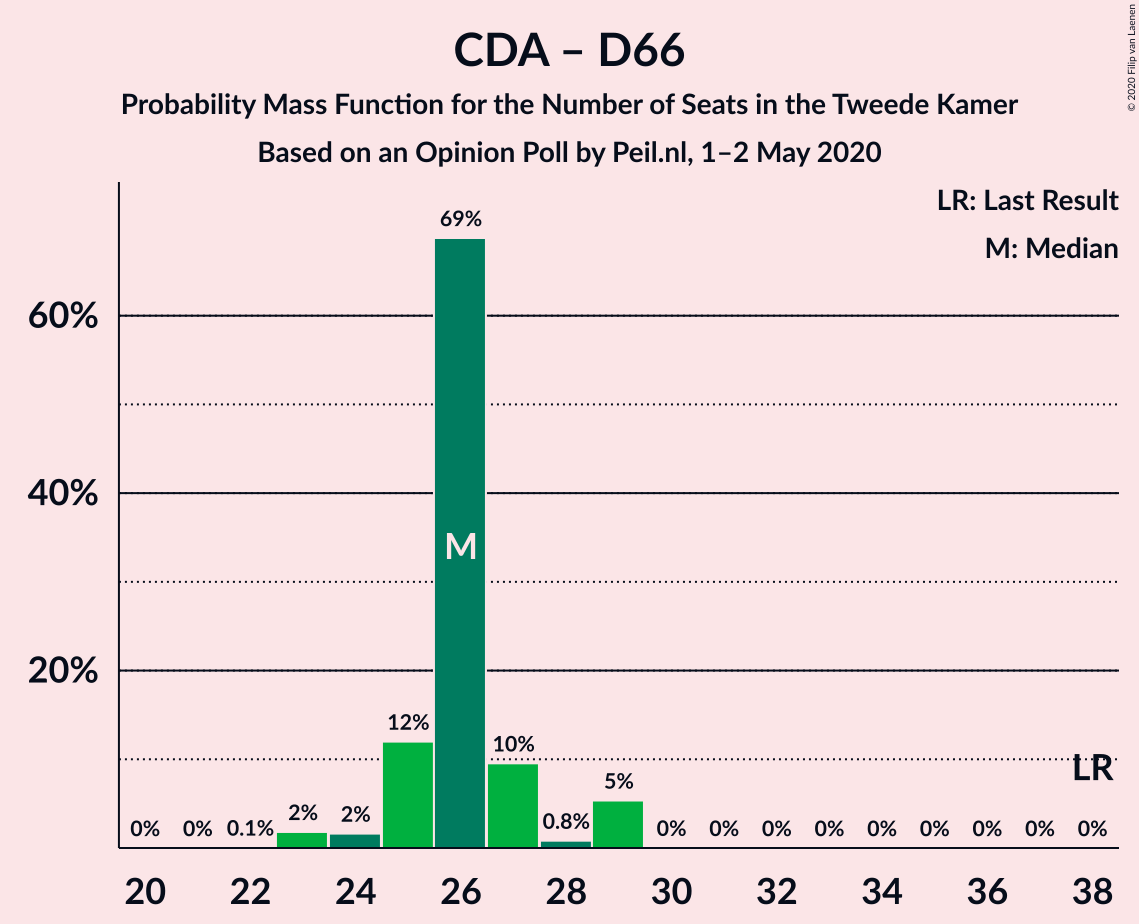 CDA – D66
Probability Mass Function for the Number of Seats in the Tweede Kamer
Based on an Opinion Poll by Peil.nl, 1–2 May 2020
© 2020 Filip van Laenen
LR: Last Result
M: Median
69%
60%
40%
M
20%
12%
10%
LR
5%
2%
2%
0.8%
0% 0% 0.1% 0% 0% 0% 0% 0% 0% 0% 0% 0%
20 22 24 26 28 30 32 34 36 38